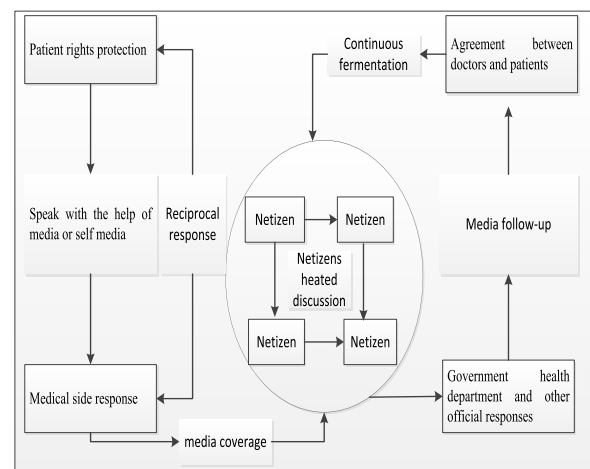 Patient rights protection
Speak with the help of
media or self media
Medical side response
Reciprocal
response
media coverage
Continuous
fermentation
Netizen
Netizen
Netizens
heated
discussion
Netizen
Netizen
Agreement between
doctors and patients
Media follow-up
Government health
department and other
official responses